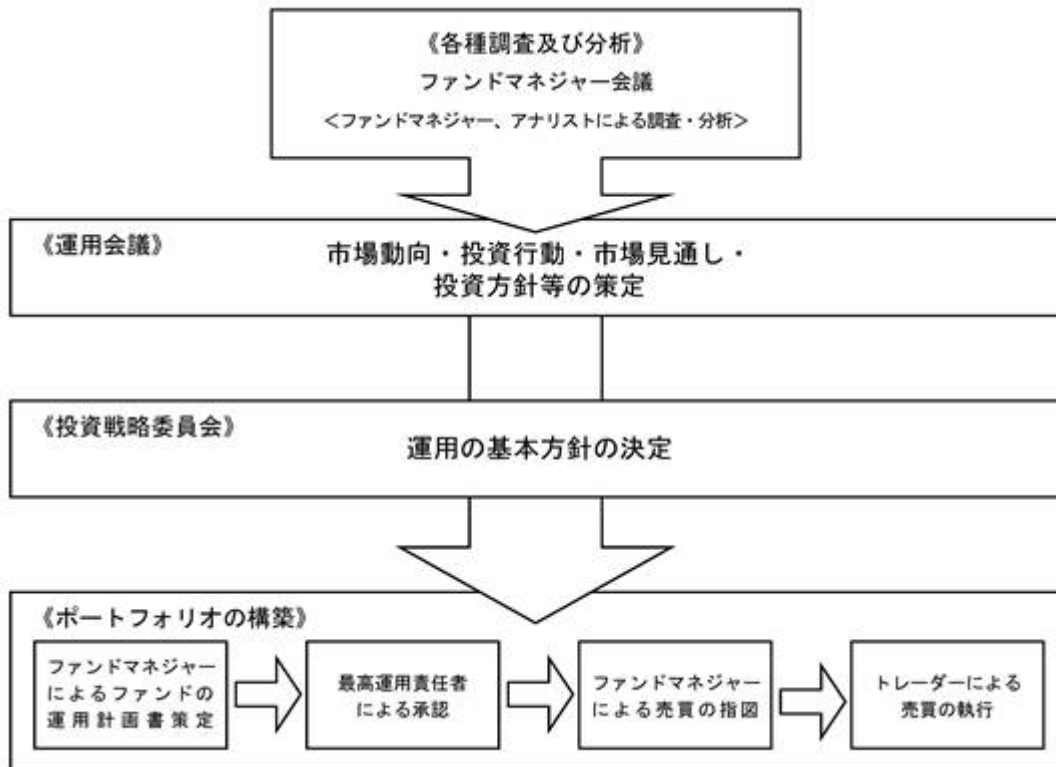 《各種調査及び分析》
ファンドマネジャー会議
<ファンドマネジャー、アナリストによる調査・分析>
《運用会議》
市場動向・投資行動・市場見通し・
投資方針等の策定
《投資戦略委員会》
運用の基本方針の決定
《ポートフォリオの構築》
ファンドマネジャー
によるファンドの
運用計画書策定
最高運用責任者
による承認
ファンドマネジャー
による売買の指図
トレーダーによる
売買の執行